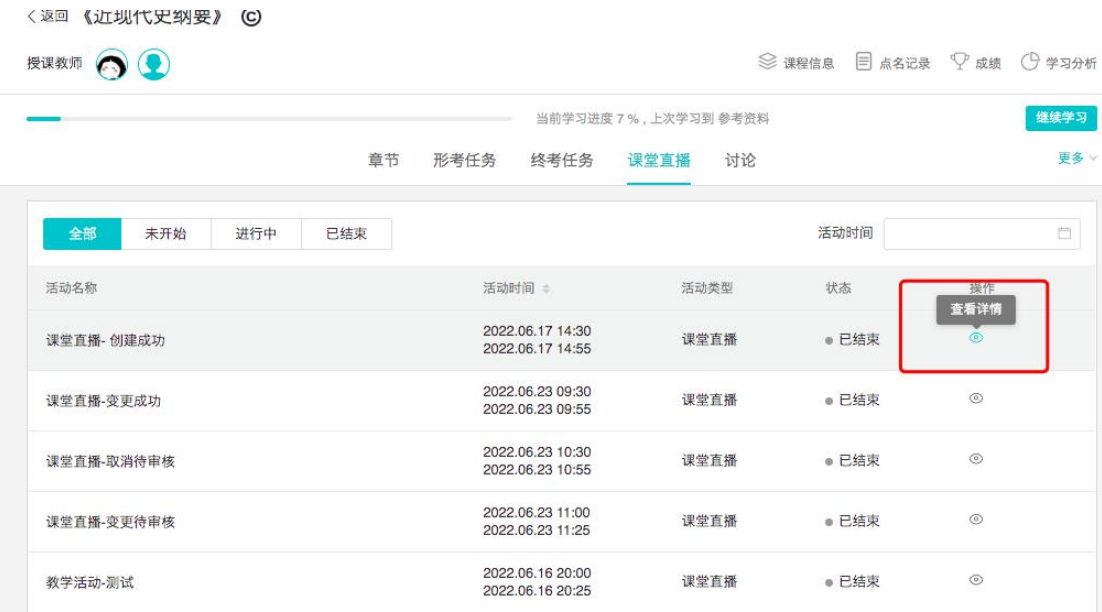 返回 《近现代史纲要》 (C)
授课教师 课程信息 点名记录 成绩 学习分析
当前学习进度 7 % , 上次学习到 参考资料 继续学习
章节 形考任务 终考任务 课堂直播 讨论 更多
全部 未开始 进行中 已结束 活动时间
活动名称 活动时间 活动类型 状态 操作
查看详情
课堂直播- 创建成功 2022.06.17 14:30 课堂直播 已结束
2022.06.17 14:55
课堂直播-变更成功 2022.06.23 09:30 课堂直播 已结束
2022.06.23 09:55
课堂直播-取消待审核 2022.06.23 10:30 课堂直播 已结束
2022.06.23 10:55
课堂直播-变更待审核 2022.06.23 11:00 课堂直播 已结束
2022.06.23 11:25
教学活动-测试 2022.06.16 20:00 课堂直播 已结束
2022.06.16 20:25